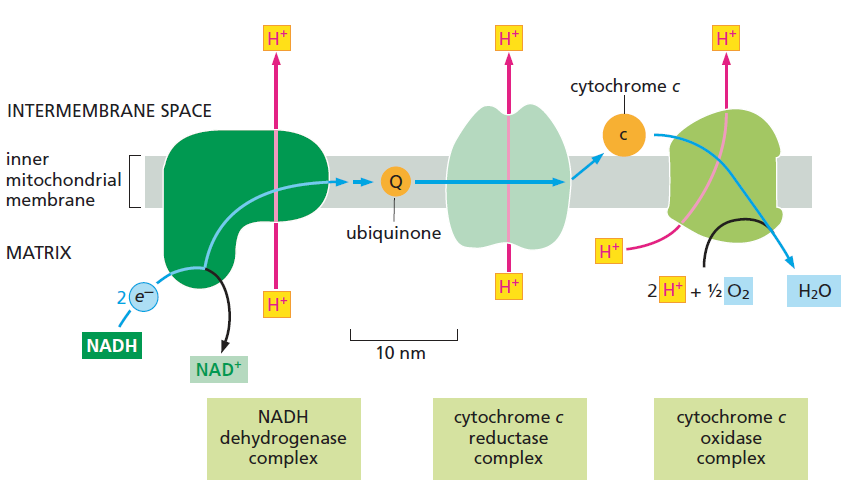 H⁺
H⁺
H⁺
cytochrome c
INTERMEMBRANE SPACE
c
inner
mitochondrial
membrane
Q
ubiquinone
MATRIX
H⁺
2 e⁻
H⁺
H⁺
2 H⁺ + ½ O₂
H₂O
NADH
10 nm
NAD⁺
NADH
dehydrogenase
complex
cytochrome c
reductase
complex
cytochrome c
oxidase
complex